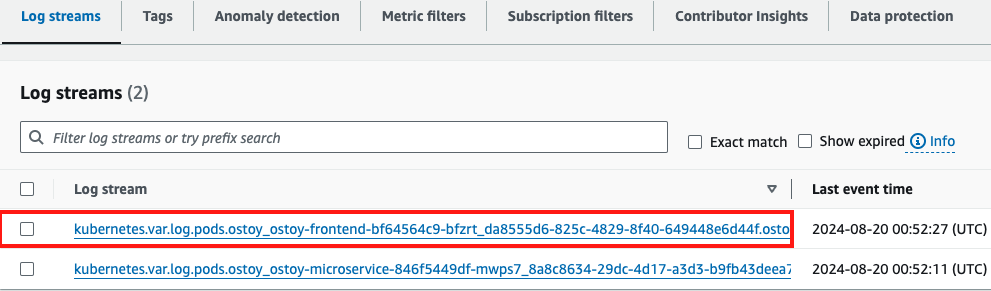 Log streams Tags Anomaly detection Metric filters Subscription filters Contributor Insights Data protection
Log streams (2)
Filter log streams or try prefix search Exact match Show expired Info
Log stream Last event time
kubernetes.var.log.pods.ostoy_ostoy-frontend-bf64564c9-bfzrt_da8555d6-825c-4829-8f40-649448e6d44f.osto 2024-08-20 00:52:27 (UTC)
kubernetes.var.log.pods.ostoy_ostoy-microservice-846f5449df-mwps7_8a8c8634-29dc-4d17-a3d3-b9fb43deea7 2024-08-20 00:52:11 (UTC)